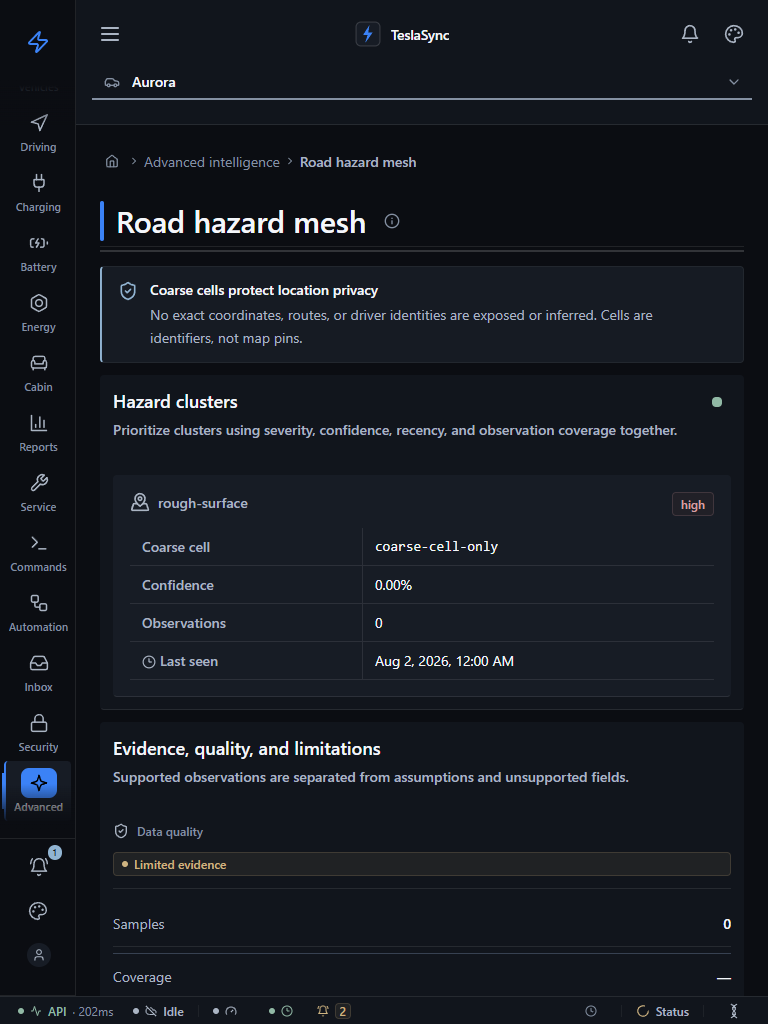 TeslaSync
Aurora
Driving
Charging
Battery
Energy
Cabin
Reports
Service
Commands
Automation
Inbox
Security
Advanced
1
Advanced intelligence
Road hazard mesh
Road hazard mesh
Coarse cells protect location privacy
No exact coordinates, routes, or driver identities are exposed or inferred. Cells are
identifiers, not map pins.
Hazard clusters
Prioritize clusters using severity, confidence, recency, and observation coverage together.
rough-surface
high
Coarse cell coarse-cell-only
Confidence 0.00%
Observations 0
Last seen Aug 2, 2026, 12:00 AM
Evidence, quality, and limitations
Supported observations are separated from assumptions and unsupported fields.
Data quality
Limited evidence
Samples 0
Coverage —
API · 202ms Idle 2 Status